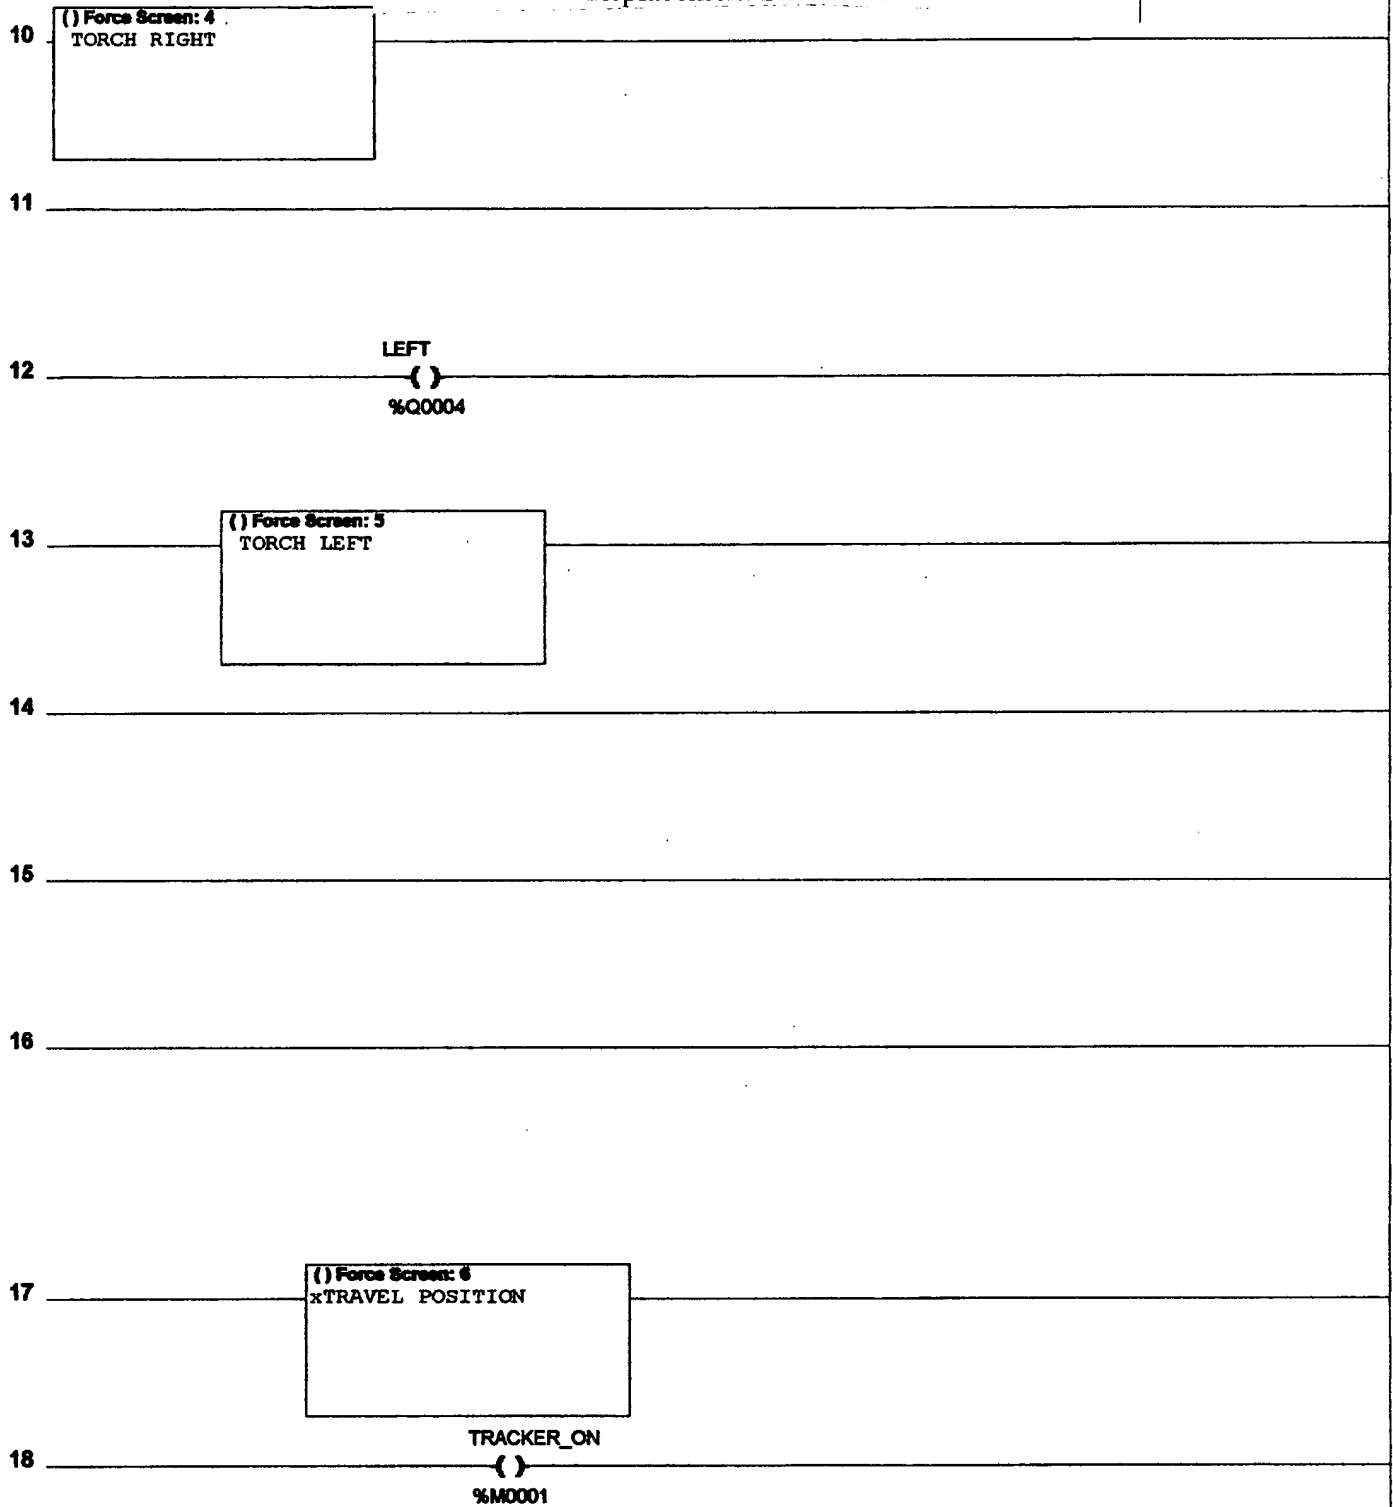 () Force Screen: 4
10
TORCH RIGHT
11
LEFT
12 ( )
%Q0004
() Force Screen: 5
13
TORCH LEFT
14
15
16
() Force Screen: 6
17
xTRAVEL POSITION
TRACKER_ON
18 ( )
%M0001